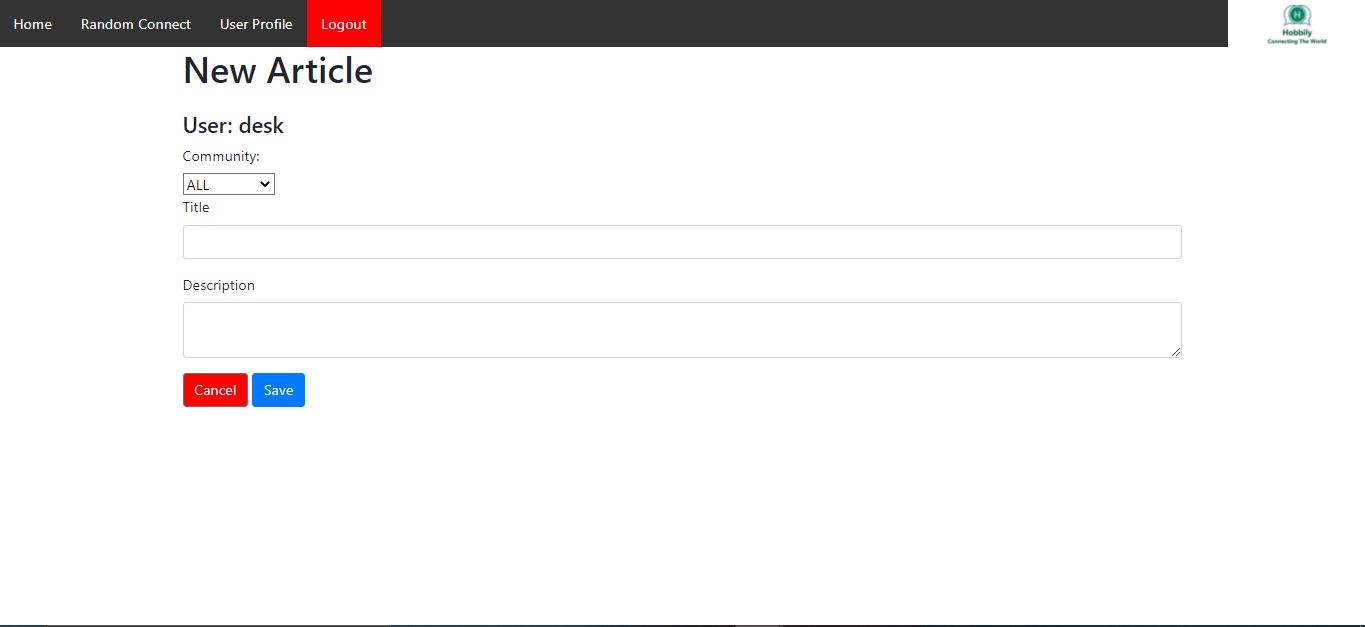 Home Random Connect User Profile Logout
H
Hobbily
Connecting The World
New Article
User: desk
Community:
ALL
Title
Description
Cancel Save